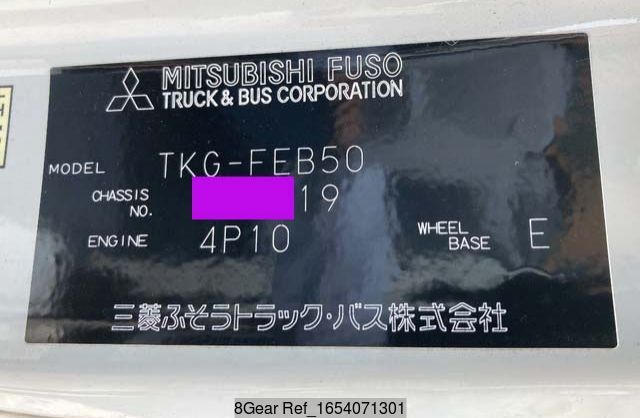 MITSUBISHI FUSO
TRUCK & BUS CORPORATION
MODEL TKG-FEB50
CHASSIS NO. 19
ENGINE 4P10
WHEEL BASE E
三菱ふそうトラック・バス株式会社
8Gear Ref_1654071301